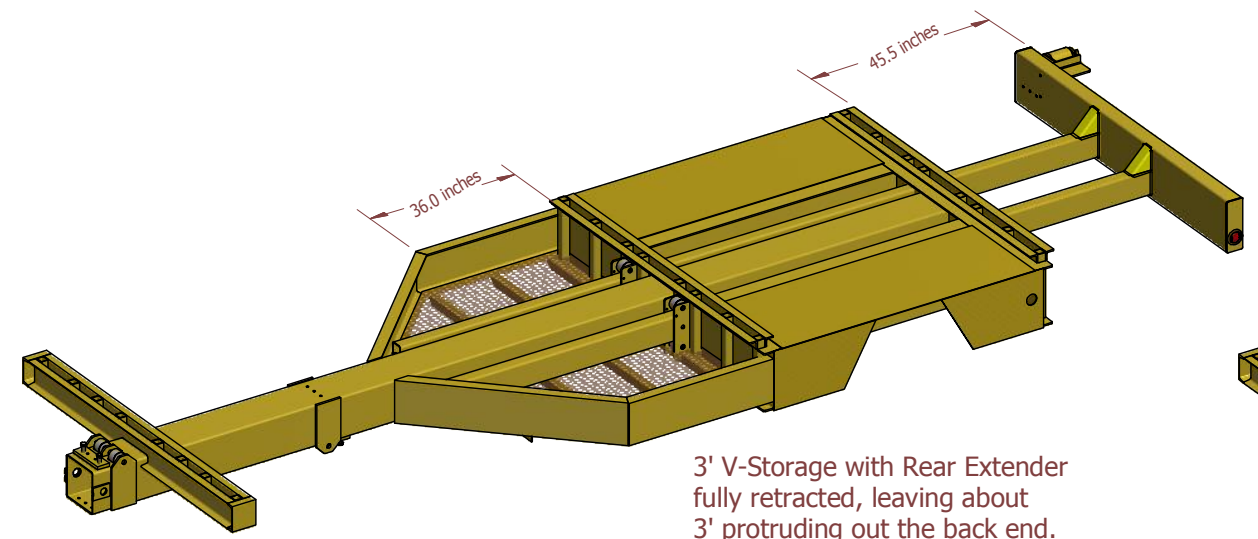 45.5 inches
36.0 inches
3' V-Storage with Rear Extender
fully retracted, leaving about
3' protruding out the back end.